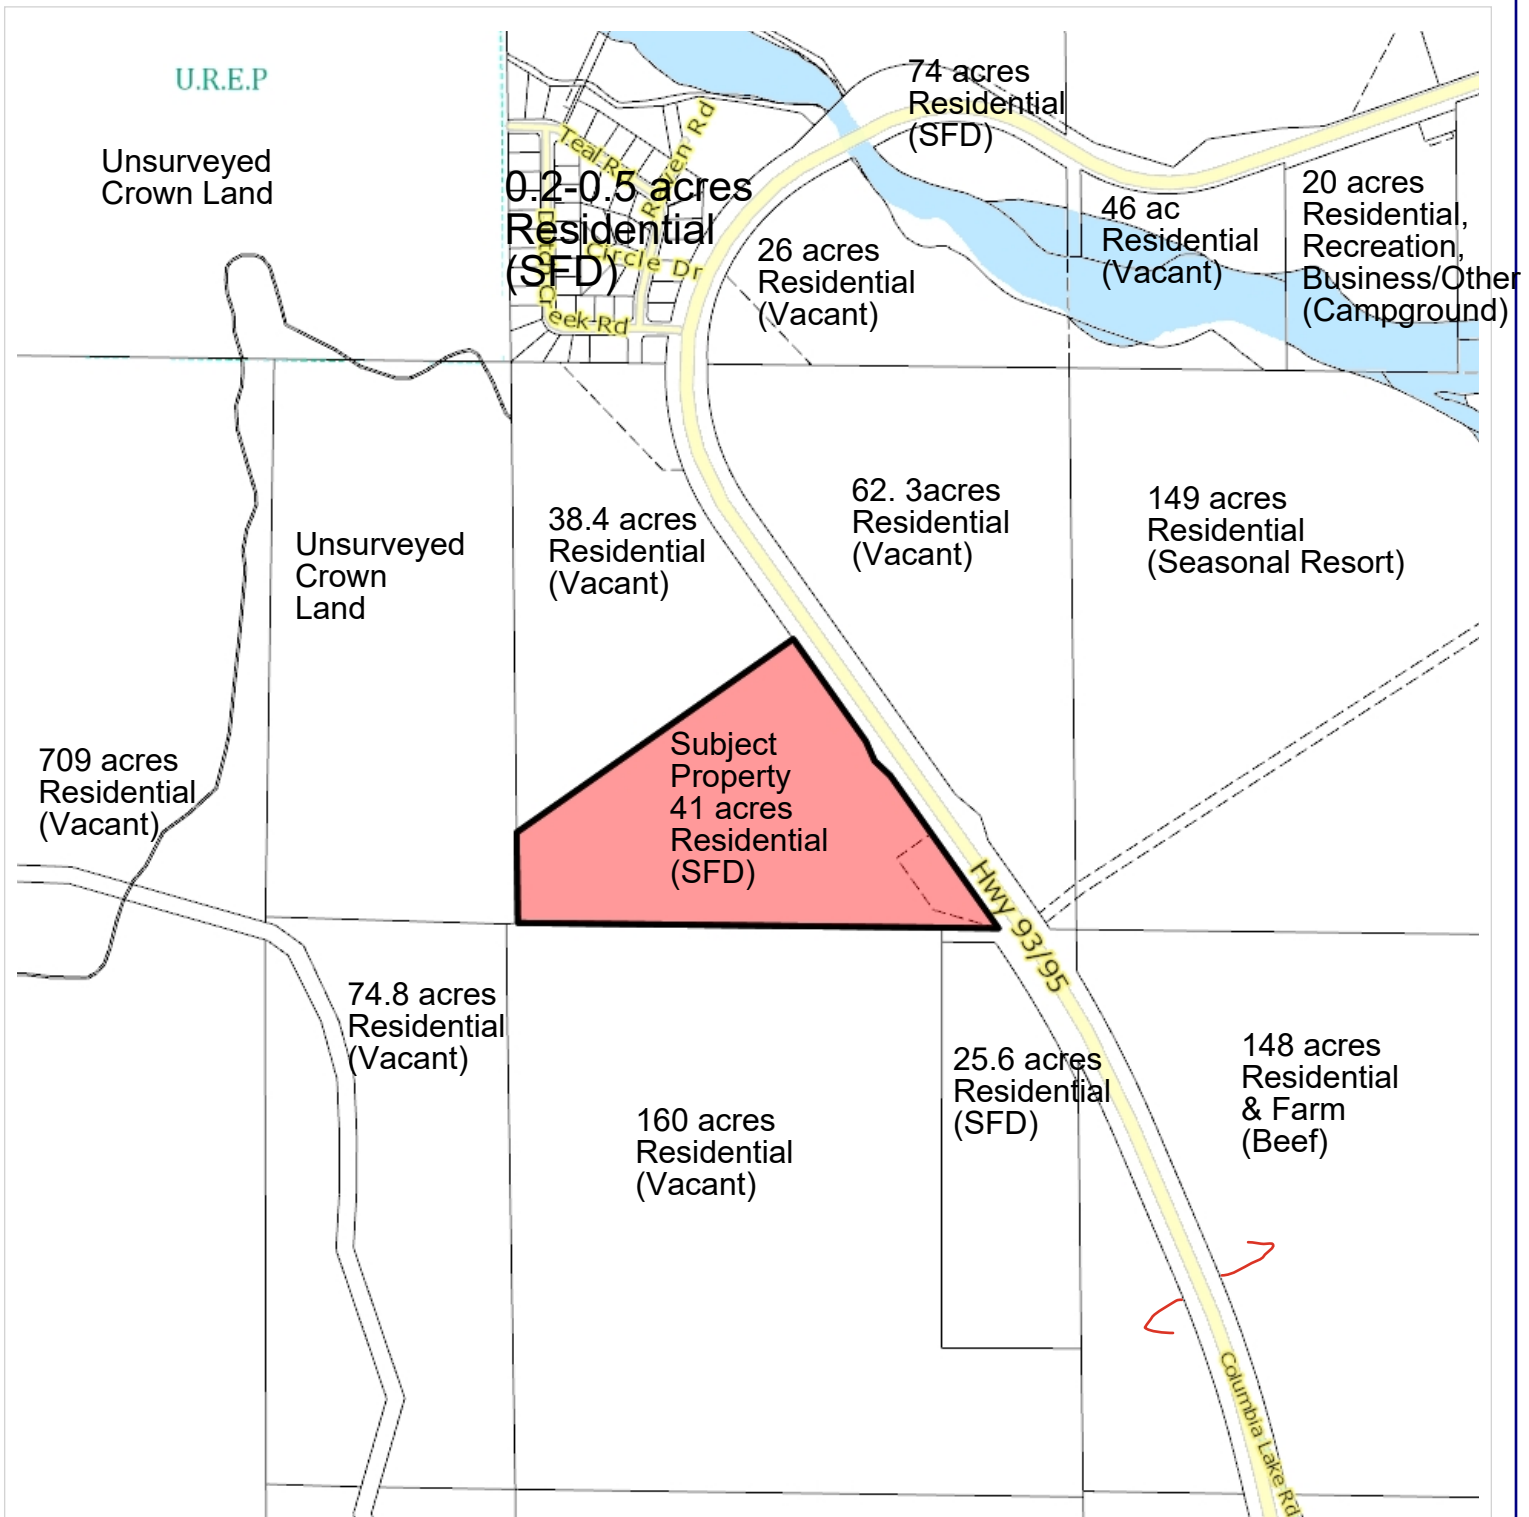 U.R.E.P
Unsurveyed
Crown Land
74 acres
Residential
(SFD)
Teal Rd
Raven Rd
0.2-0.5 acres
Residential
(SFD)
Circle Dr
Creek Rd
26 acres
Residential
(Vacant)
46 ac
Residential
(Vacant)
20 acres
Residential,
Recreation,
Business/Other
(Campground)
Unsurveyed
Crown
Land
38.4 acres
Residential
(Vacant)
62. 3acres
Residential
(Vacant)
149 acres
Residential
(Seasonal Resort)
709 acres
Residential
(Vacant)
Subject
Property
41 acres
Residential
(SFD)
Hwy 93/95
74.8 acres
Residential
(Vacant)
160 acres
Residential
(Vacant)
25.6 acres
Residential
(SFD)
148 acres
Residential
& Farm
(Beef)
Columbia Lake Rd